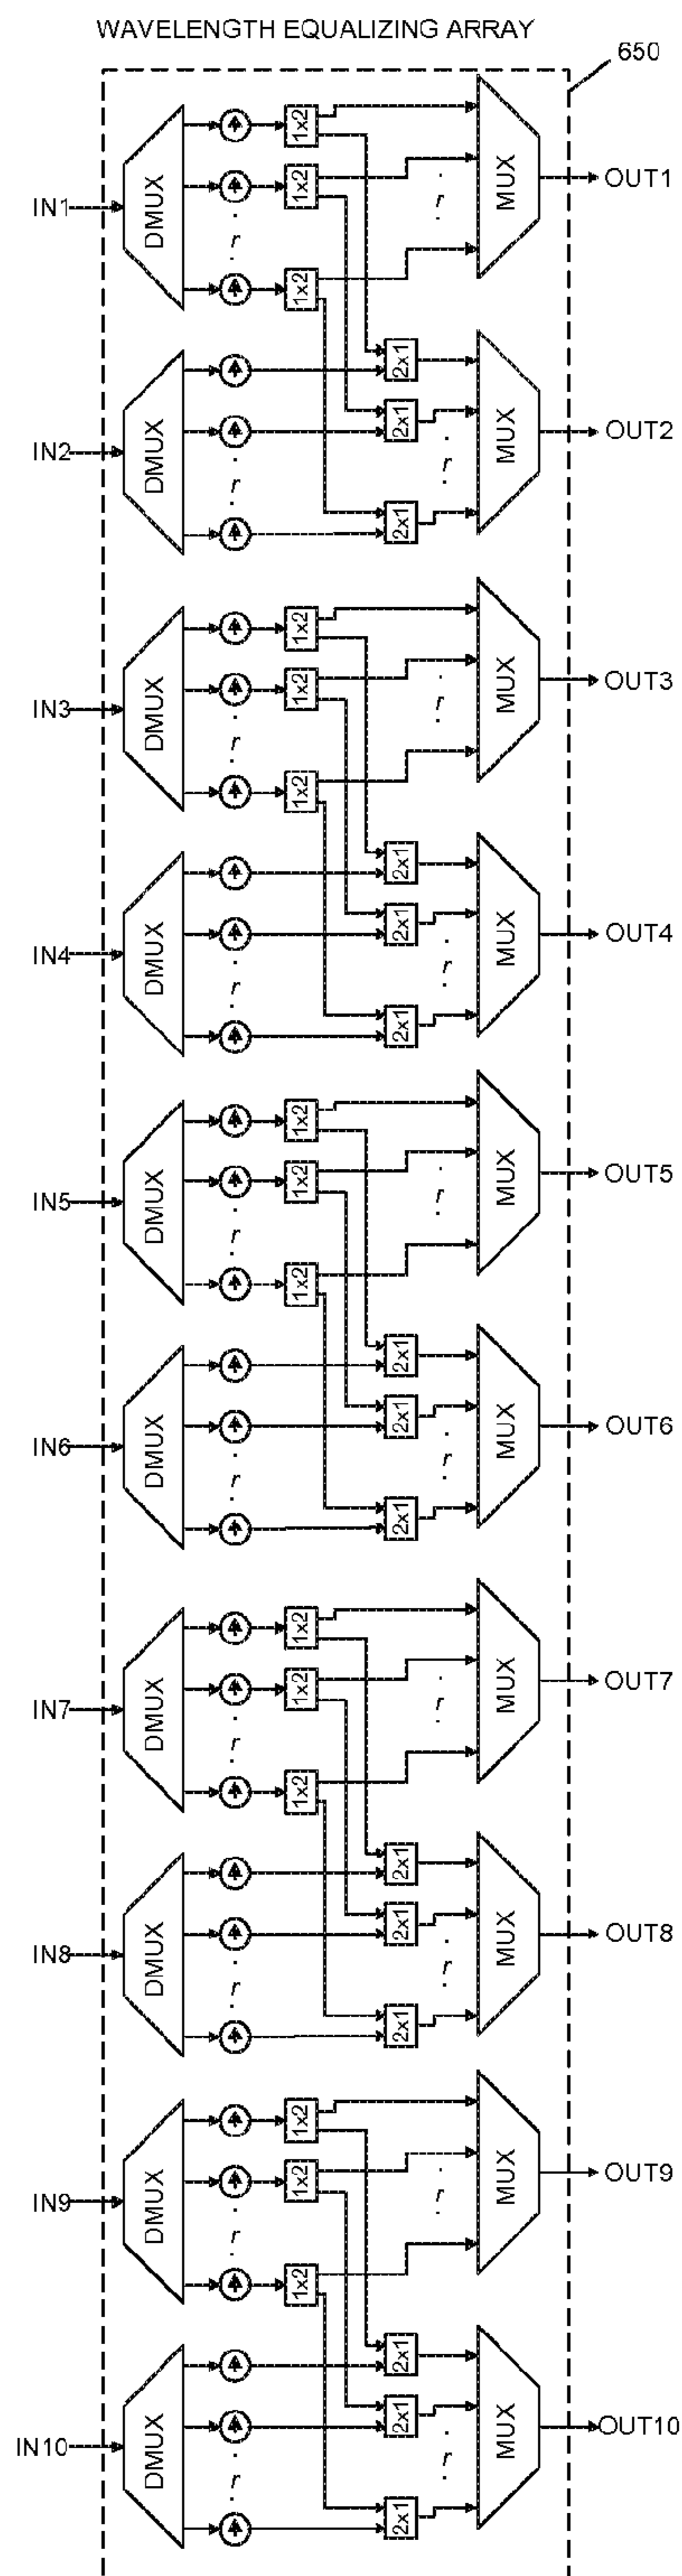 WAVELENGTH EQUALIZING ARRAY
650
IN1
DMUX
r
1x2
1x2
1x2
r
MUX
OUT1
IN2
DMUX
r
2x1
2x1
2x1
r
MUX
OUT2
IN3
DMUX
r
1x2
1x2
1x2
r
MUX
OUT3
IN4
DMUX
r
2x1
2x1
2x1
r
MUX
OUT4
IN5
DMUX
r
1x2
1x2
1x2
r
MUX
OUT5
IN6
DMUX
r
2x1
2x1
2x1
r
MUX
OUT6
IN7
DMUX
r
1x2
1x2
1x2
r
MUX
OUT7
IN8
DMUX
r
2x1
2x1
2x1
r
MUX
OUT8
IN9
DMUX
r
1x2
1x2
1x2
r
MUX
OUT9
IN10
DMUX
r
2x1
2x1
2x1
r
MUX
OUT10